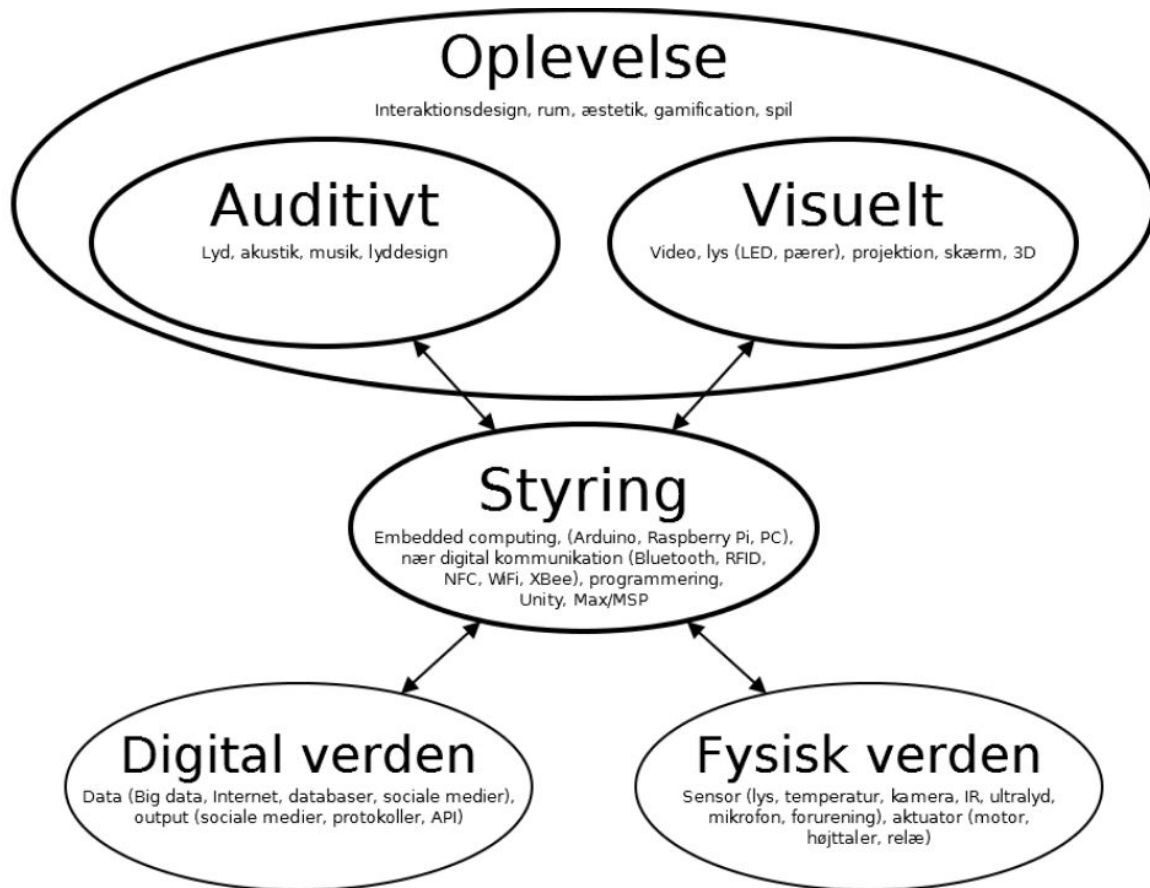 Oplevelse
Interaktionsdesign, rum, æstetik, gamification, spil
Auditivt
Lyd, akustik, musik, lyddesign
Visuelt
Video, lys (LED, pærer), projektion, skærm, 3D
Styring
Embedded computing, (Arduino, Raspberry Pi, PC),
nær digital kommunikation (Bluetooth, RFID,
NFC, WiFi, XBee), programmering,
Unity, Max/MSP
Digital verden
Data (Big data, Internet, databaser, sociale medier),
output (sociale medier, protokoller, API)
Fysisk verden
Sensor (lys, temperatur, kamera, IR, ultralyd,
mikrofon, forurening), aktuator (motor,
højttaler, relæ)